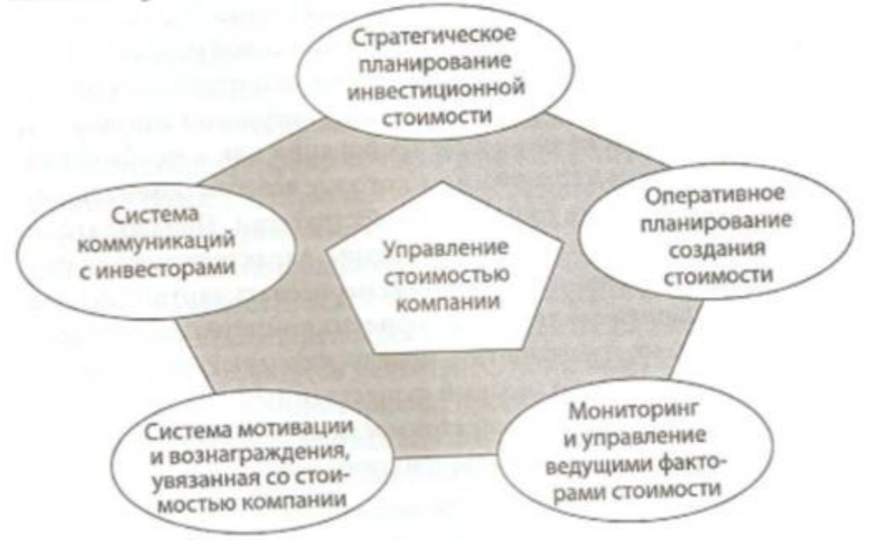 Стратегическое
планирование
инвестиционной
стоимости
Система
коммуникаций
с инвесторами
Управление
стоимостью
компании
Оперативное
планирование
создания
стоимости
Система мотивации
и вознаграждения,
увязанная со стои-
мостью компании
Мониторинг
и управление
ведущими факто-
рами стоимости